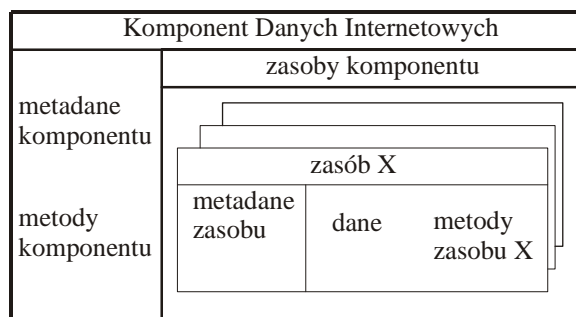 Komponent Danych Internetowych
zasoby komponentu
metadane
komponentu
metody
komponentu
zasób X
metadane
zasobu
dane
metody
zasobu X